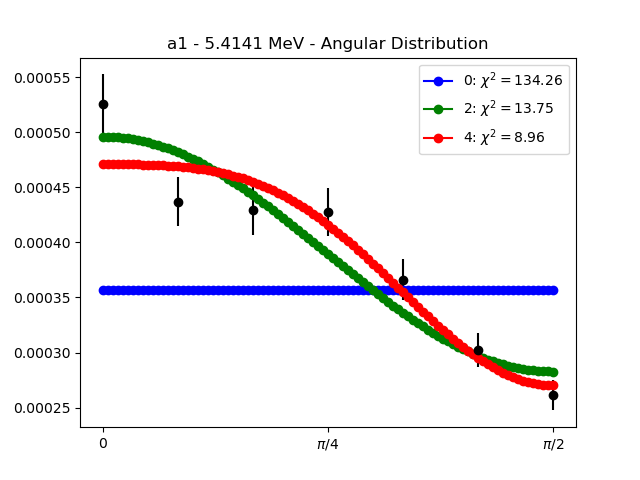 a1 - 5.4141 MeV - Angular Distribution
0.00055
0.00050
0.00045
0.00040
0.00035
0.00030
0.00025
0
π/4
π/2
0: χ² = 134.26
2: χ² = 13.75
4: χ² = 8.96